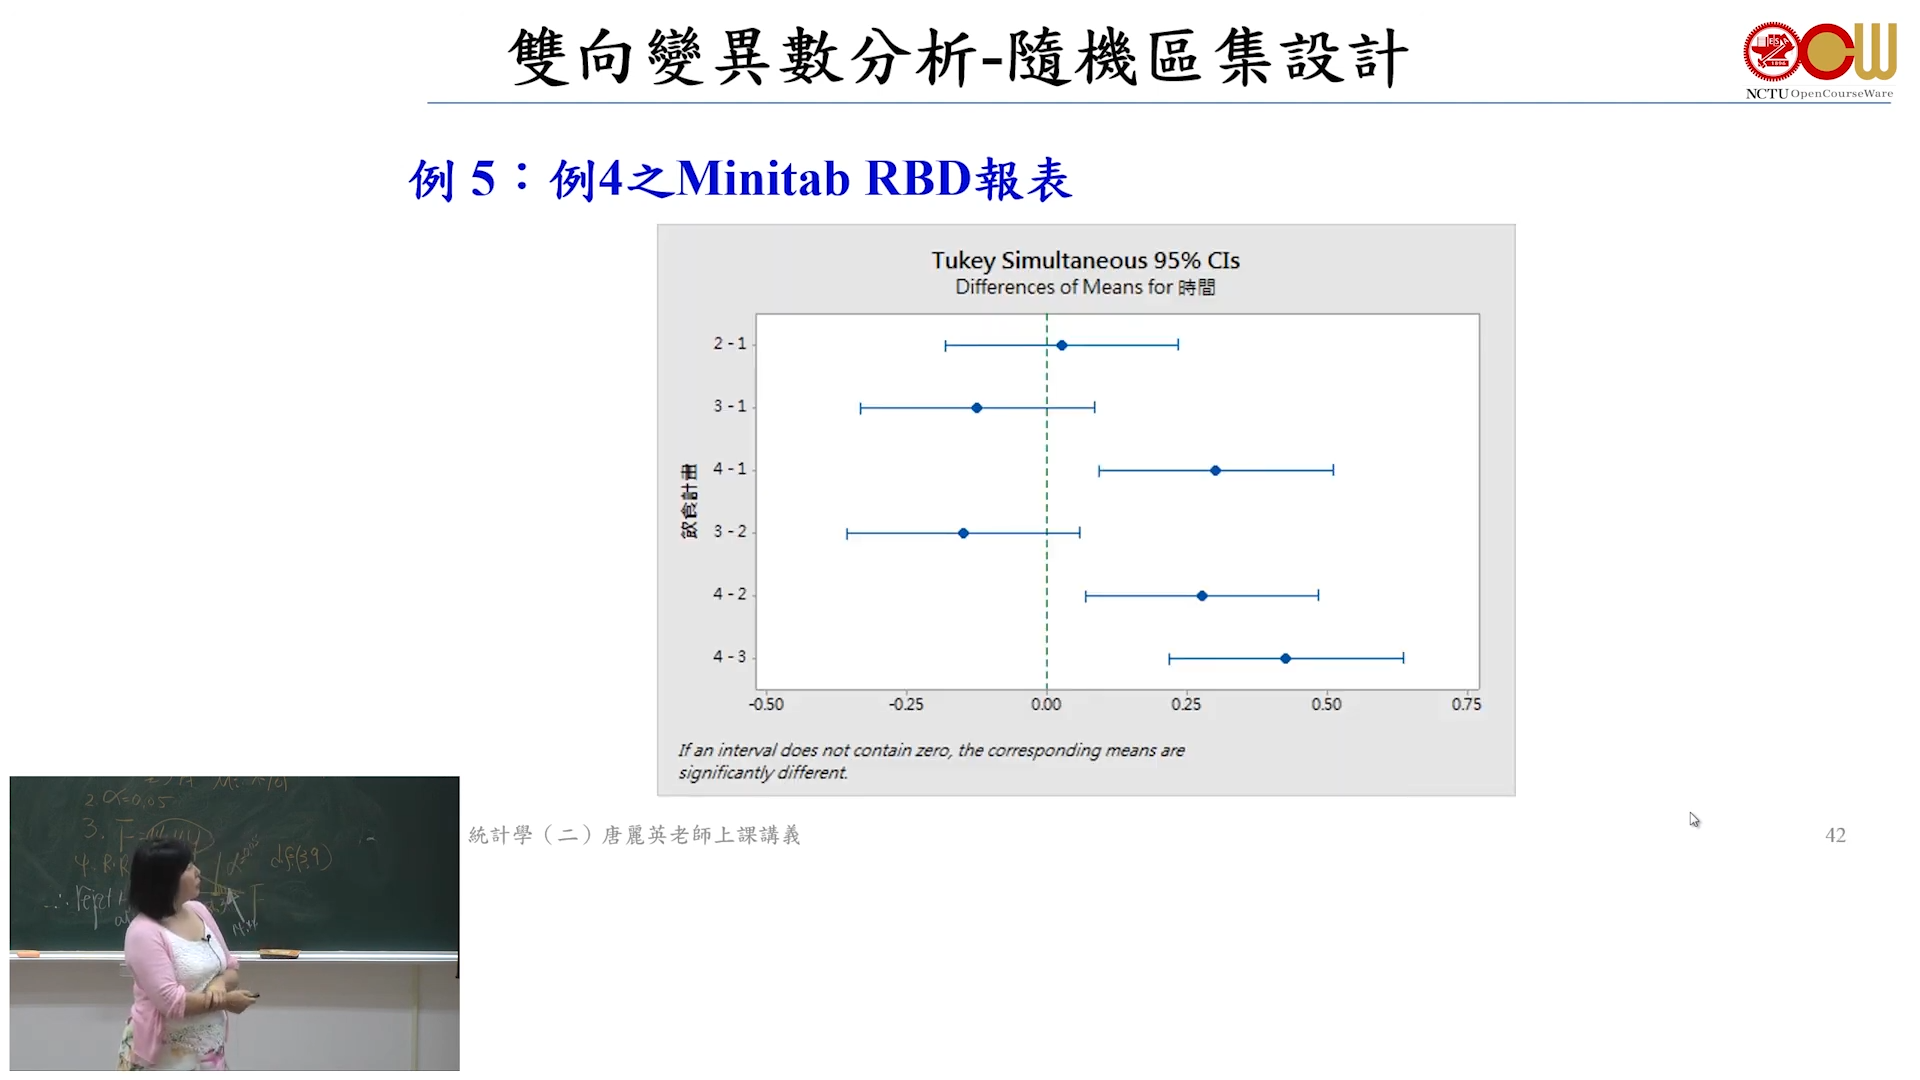 雙向變異數分析-隨機區集設計
NCTU OpenCourseWare
例 5：例4之Minitab RBD報表
Tukey Simultaneous 95% CIs
Differences of Means for 時間
飲食計畫
2 - 1
3 - 1
4 - 1
3 - 2
4 - 2
4 - 3
-0.50 -0.25 0.00 0.25 0.50 0.75
If an interval does not contain zero, the corresponding means are
significantly different.
2. α=0.05
3. F
4. R.R
df=(3,9)
統計學（二）唐麗英老師上課講義
42